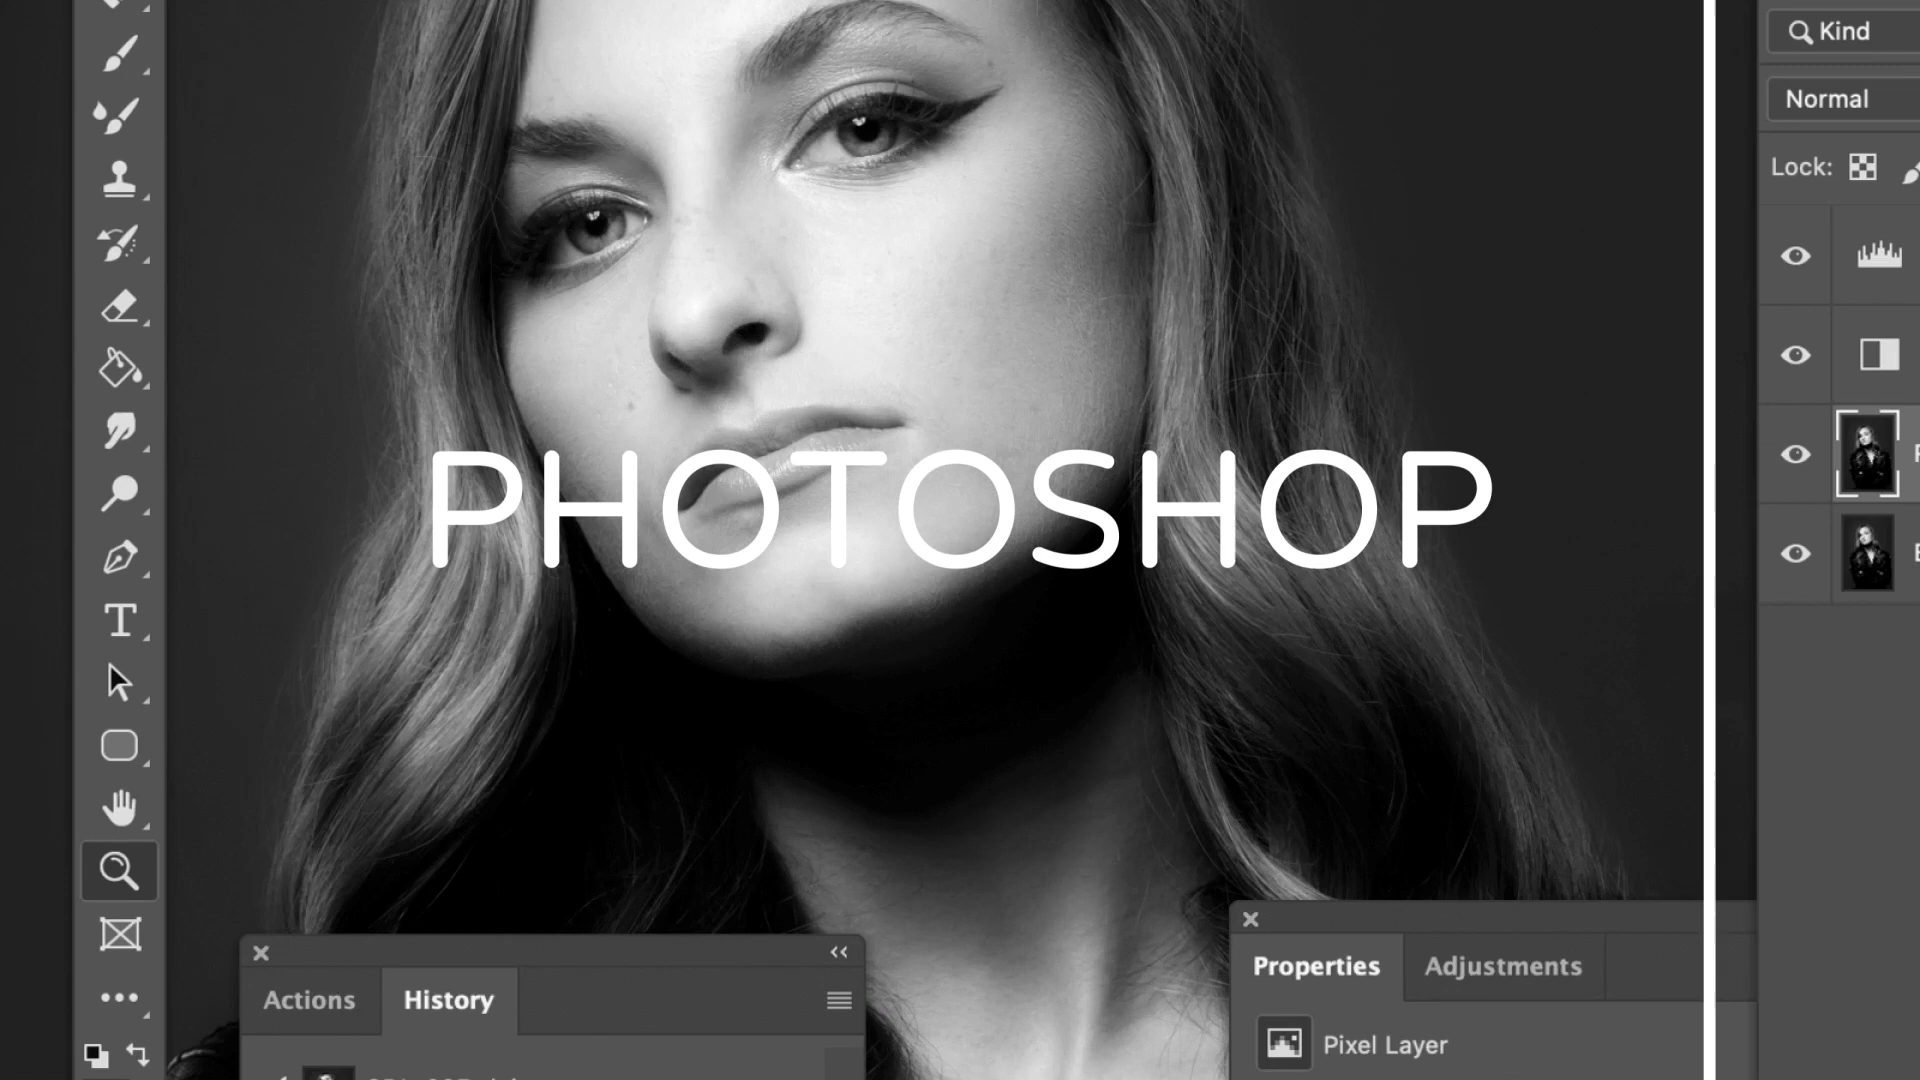 Kind
Normal
Lock:
PHOTOSHOP
Properties
Adjustments
Actions
History
Pixel Layer